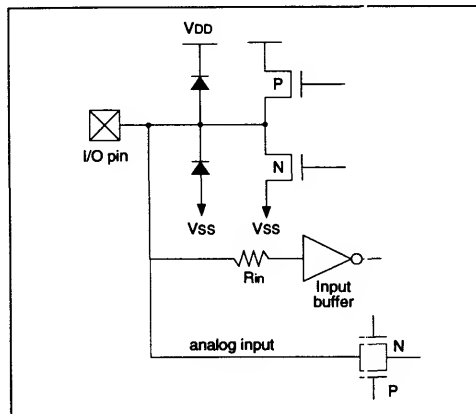 VDD
P
I/O pin
N
VSS
VSS
Rin
Input
buffer
analog input
N
P